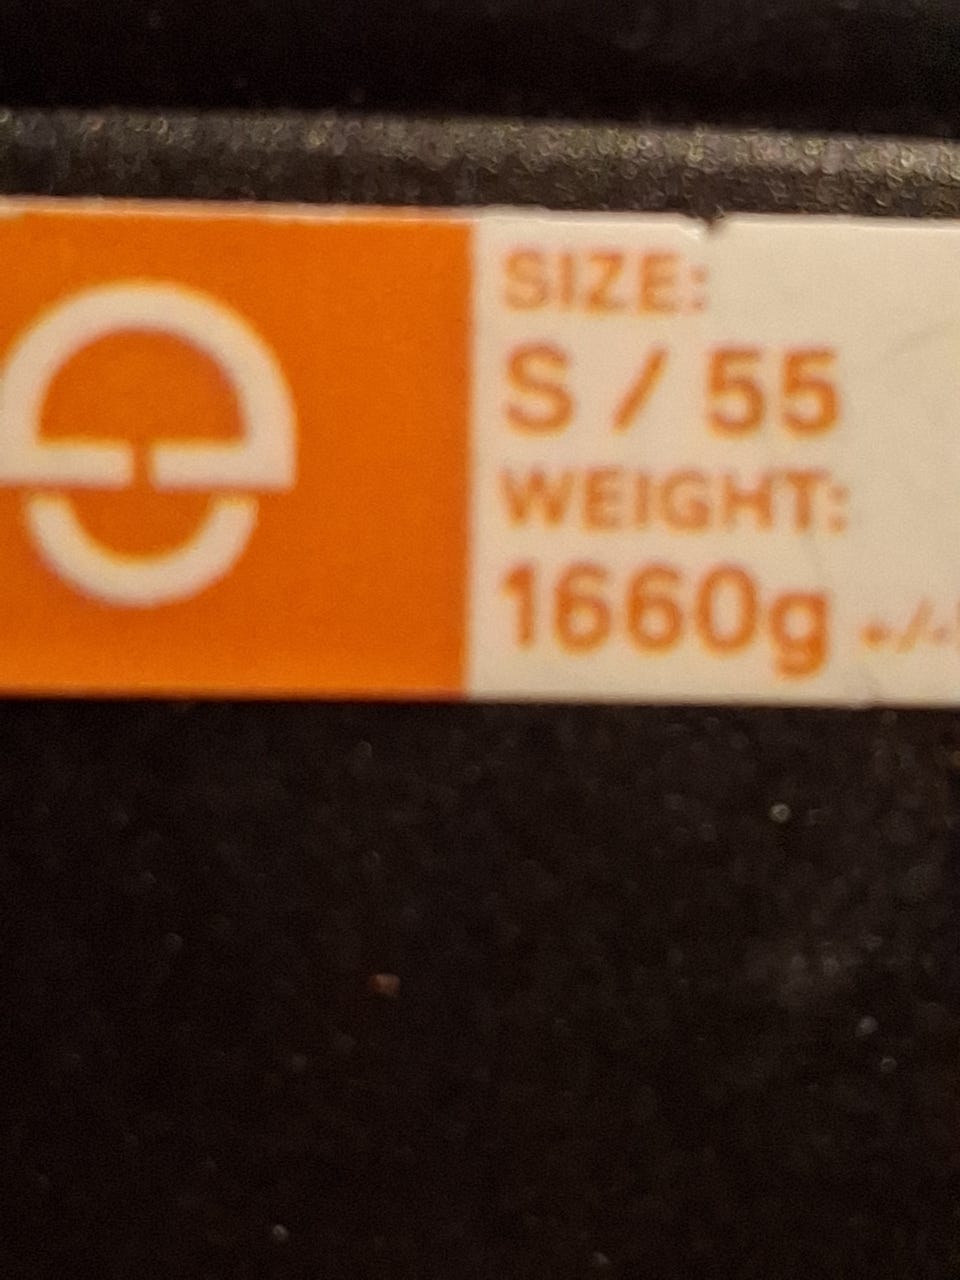 SIZE:
S / 55
WEIGHT:
1660g +/-